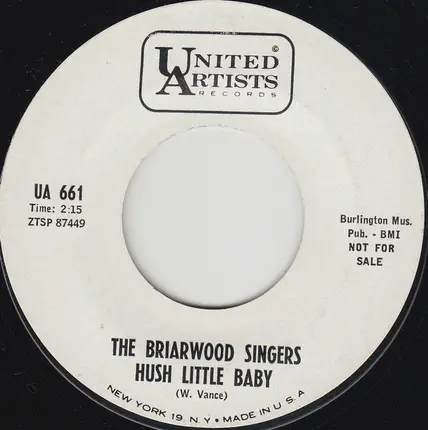 ©
UNITED
ARTISTS
RECORDS
UA 661
Time: 2:15
ZTSP 87449
Burlington Mus.
Pub. - BMI
NOT FOR
SALE
THE BRIARWOOD SINGERS
HUSH LITTLE BABY
(W. Vance)
NEW YORK 19, N.Y • MADE IN U.S.A